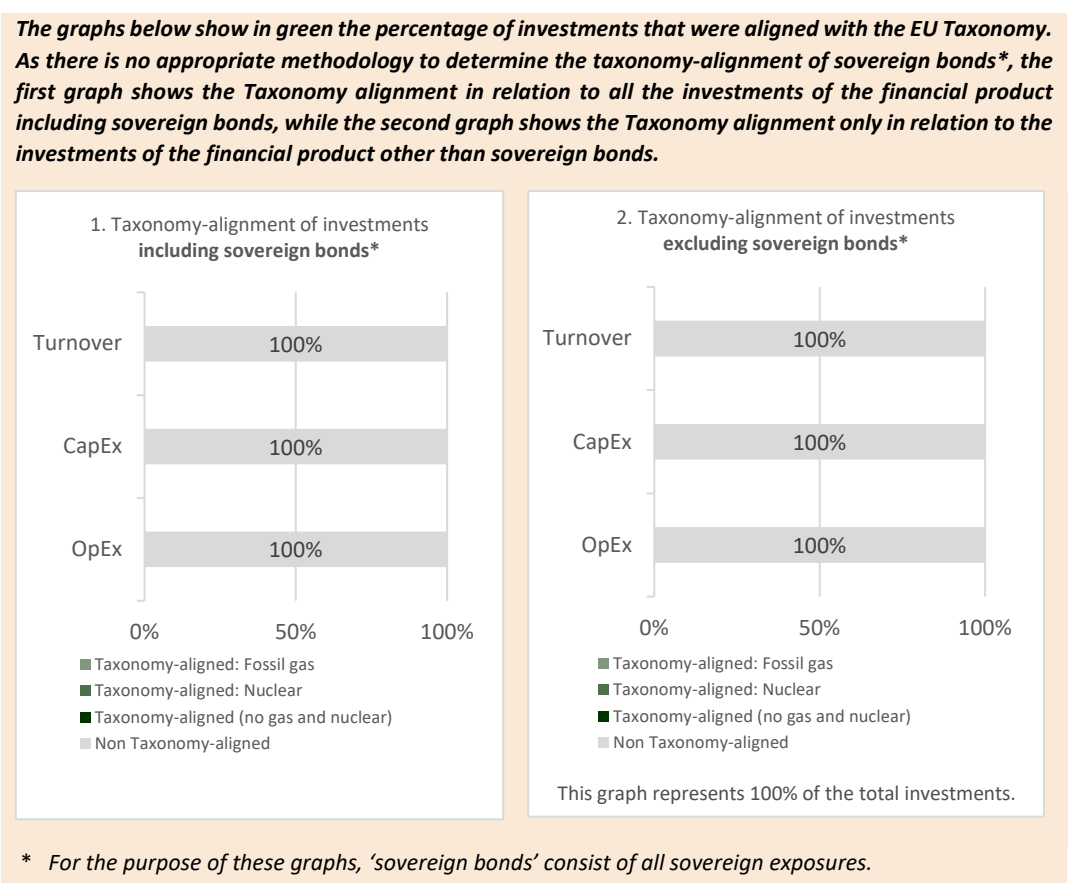 The graphs below show in green the percentage of investments that were aligned with the EU Taxonomy.
As there is no appropriate methodology to determine the taxonomy-alignment of sovereign bonds*, the
first graph shows the Taxonomy alignment in relation to all the investments of the financial product
including sovereign bonds, while the second graph shows the Taxonomy alignment only in relation to the
investments of the financial product other than sovereign bonds.
1. Taxonomy-alignment of investments
including sovereign bonds*
Turnover
100%
CapEx
100%
OpEx
100%
0% 50% 100%
Taxonomy-aligned: Fossil gas
Taxonomy-aligned: Nuclear
Taxonomy-aligned (no gas and nuclear)
Non Taxonomy-aligned
2. Taxonomy-alignment of investments
excluding sovereign bonds*
Turnover
100%
CapEx
100%
OpEx
100%
0% 50% 100%
Taxonomy-aligned: Fossil gas
Taxonomy-aligned: Nuclear
Taxonomy-aligned (no gas and nuclear)
Non Taxonomy-aligned
This graph represents 100% of the total investments.
* For the purpose of these graphs, ‘sovereign bonds’ consist of all sovereign exposures.